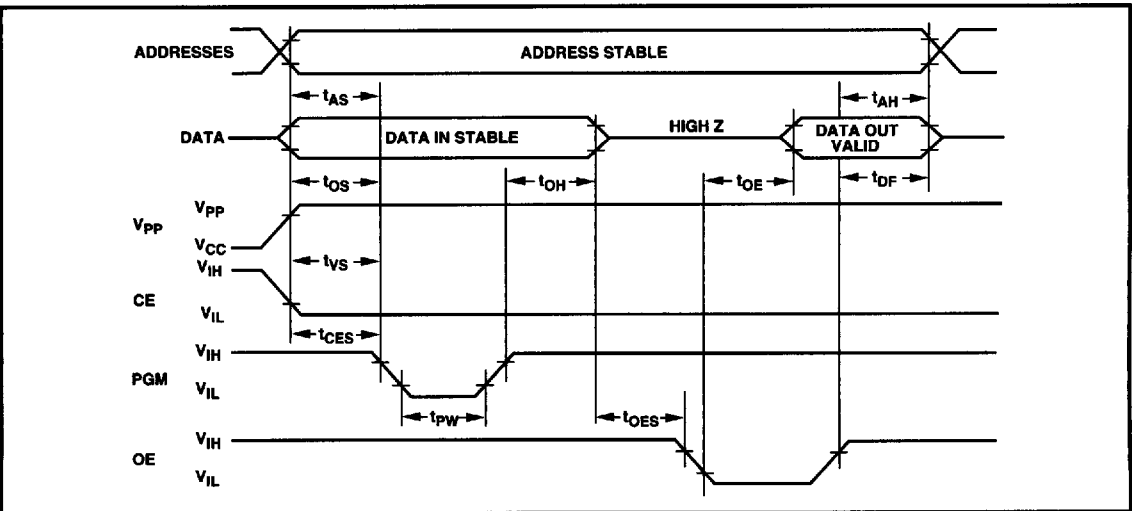 ADDRESSES
ADDRESS STABLE
tAS
tAH
DATA
DATA IN STABLE
HIGH Z
DATA OUT
VALID
tOS
tOH
tOE
tDF
VPP
VPP
VCC
tVS
CE
VIH
VIL
tCES
PGM
VIH
VIL
tPW
tOES
OE
VIH
VIL